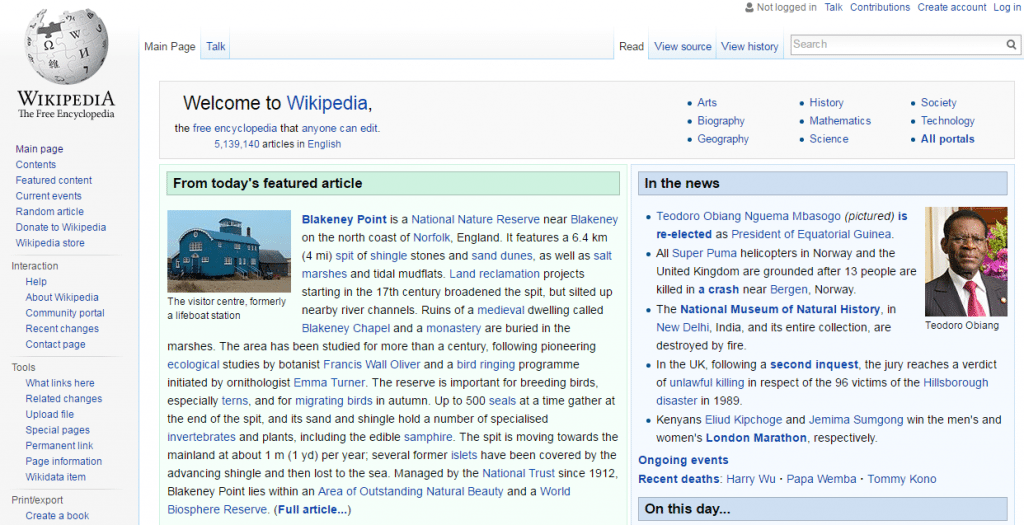 Not logged in Talk Contributions Create account Log in
Main Page Talk Read View source View history Search
WIKIPEDIA
The Free Encyclopedia
Main page
Contents
Featured content
Current events
Random article
Donate to Wikipedia
Wikipedia store
Interaction
Help
About Wikipedia
Community portal
Recent changes
Contact page
Tools
What links here
Related changes
Upload file
Special pages
Permanent link
Page information
Wikidata item
Print/export
Create a book
Welcome to Wikipedia,
the free encyclopedia that anyone can edit.
5,139,140 articles in English
Arts
Biography
Geography
History
Mathematics
Science
Society
Technology
All portals
From today's featured article
The visitor centre, formerly
a lifeboat station
Blakeney Point is a National Nature Reserve near Blakeney
on the north coast of Norfolk, England. It features a 6.4 km
(4 mi) spit of shingle stones and sand dunes, as well as salt
marshes and tidal mudflats. Land reclamation projects
starting in the 17th century broadened the spit, but silted up
nearby river channels. Ruins of a medieval dwelling called
Blakeney Chapel and a monastery are buried in the
marshes. The area has been studied for more than a century, following pioneering
ecological studies by botanist Francis Wall Oliver and a bird ringing programme
initiated by ornithologist Emma Turner. The reserve is important for breeding birds,
especially terns, and for migrating birds in autumn. Up to 500 seals at a time gather at
the end of the spit, and its sand and shingle hold a number of specialised
invertebrates and plants, including the edible samphire. The spit is moving towards the
mainland at about 1 m (1 yd) per year; several former islets have been covered by the
advancing shingle and then lost to the sea. Managed by the National Trust since 1912,
Blakeney Point lies within an Area of Outstanding Natural Beauty and a World
Biosphere Reserve. (Full article...)
In the news
Teodoro Obiang Nguema Mbasogo (pictured) is
re-elected as President of Equatorial Guinea.
All Super Puma helicopters in Norway and the
United Kingdom are grounded after 13 people are
killed in a crash near Bergen, Norway.
The National Museum of Natural History, in
New Delhi, India, and its entire collection, are
destroyed by fire.
In the UK, following a second inquest, the jury reaches a verdict
of unlawful killing in respect of the 96 victims of the Hillsborough
disaster in 1989.
Kenyans Eliud Kipchoge and Jemima Sumgong win the men's and
women's London Marathon, respectively.
Teodoro Obiang
Ongoing events
Recent deaths: Harry Wu · Papa Wemba · Tommy Kono
On this day...